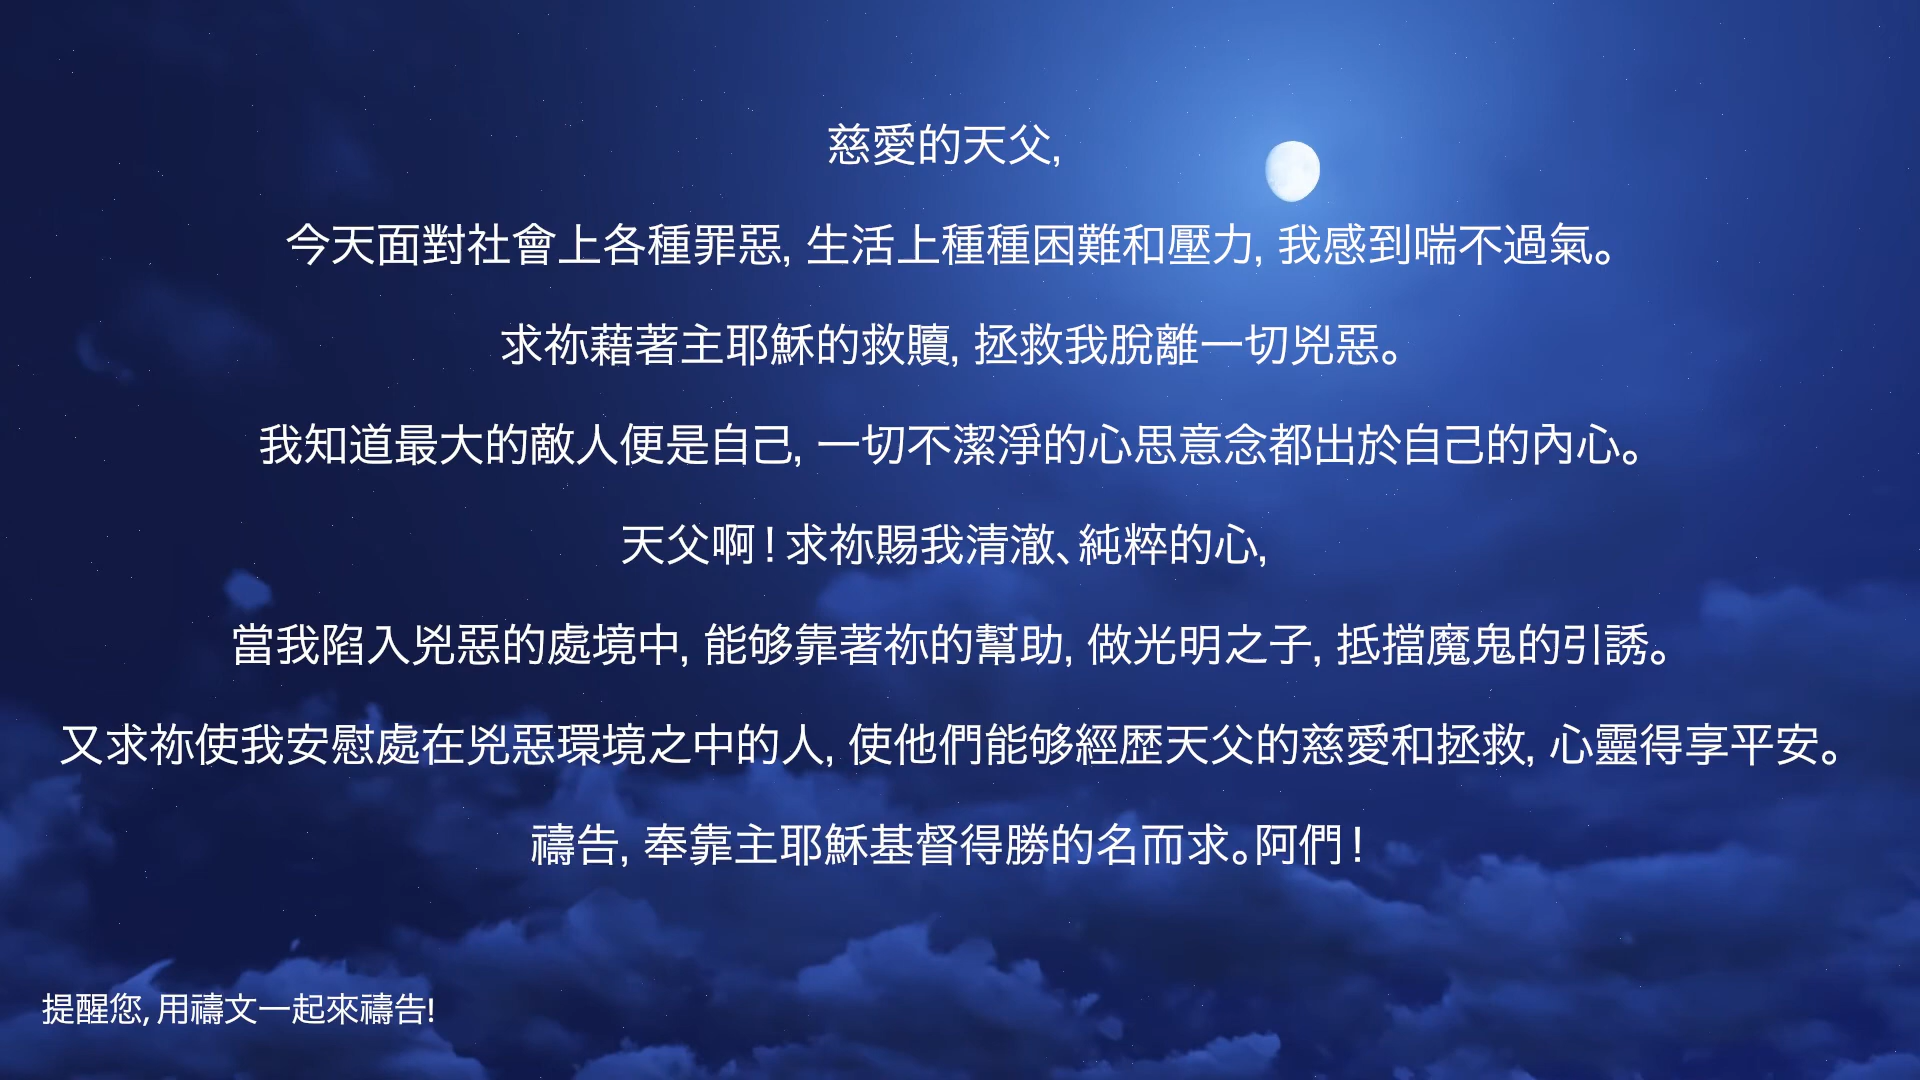 慈愛的天父,
今天面對社會上各種罪惡, 生活上種種困難和壓力, 我感到喘不過氣。
求祢藉著主耶穌的救贖, 拯救我脫離一切兇惡。
我知道最大的敵人便是自己, 一切不潔淨的心思意念都出於自己的內心。
天父啊！求祢賜我清澈、純粹的心,
當我陷入兇惡的處境中, 能够靠著祢的幫助, 做光明之子, 抵擋魔鬼的引誘。
又求祢使我安慰處在兇惡環境之中的人, 使他們能够經歷天父的慈愛和拯救, 心靈得享平安。
禱告, 奉靠主耶穌基督得勝的名而求。阿們！
提醒您, 用禱文一起來禱告!